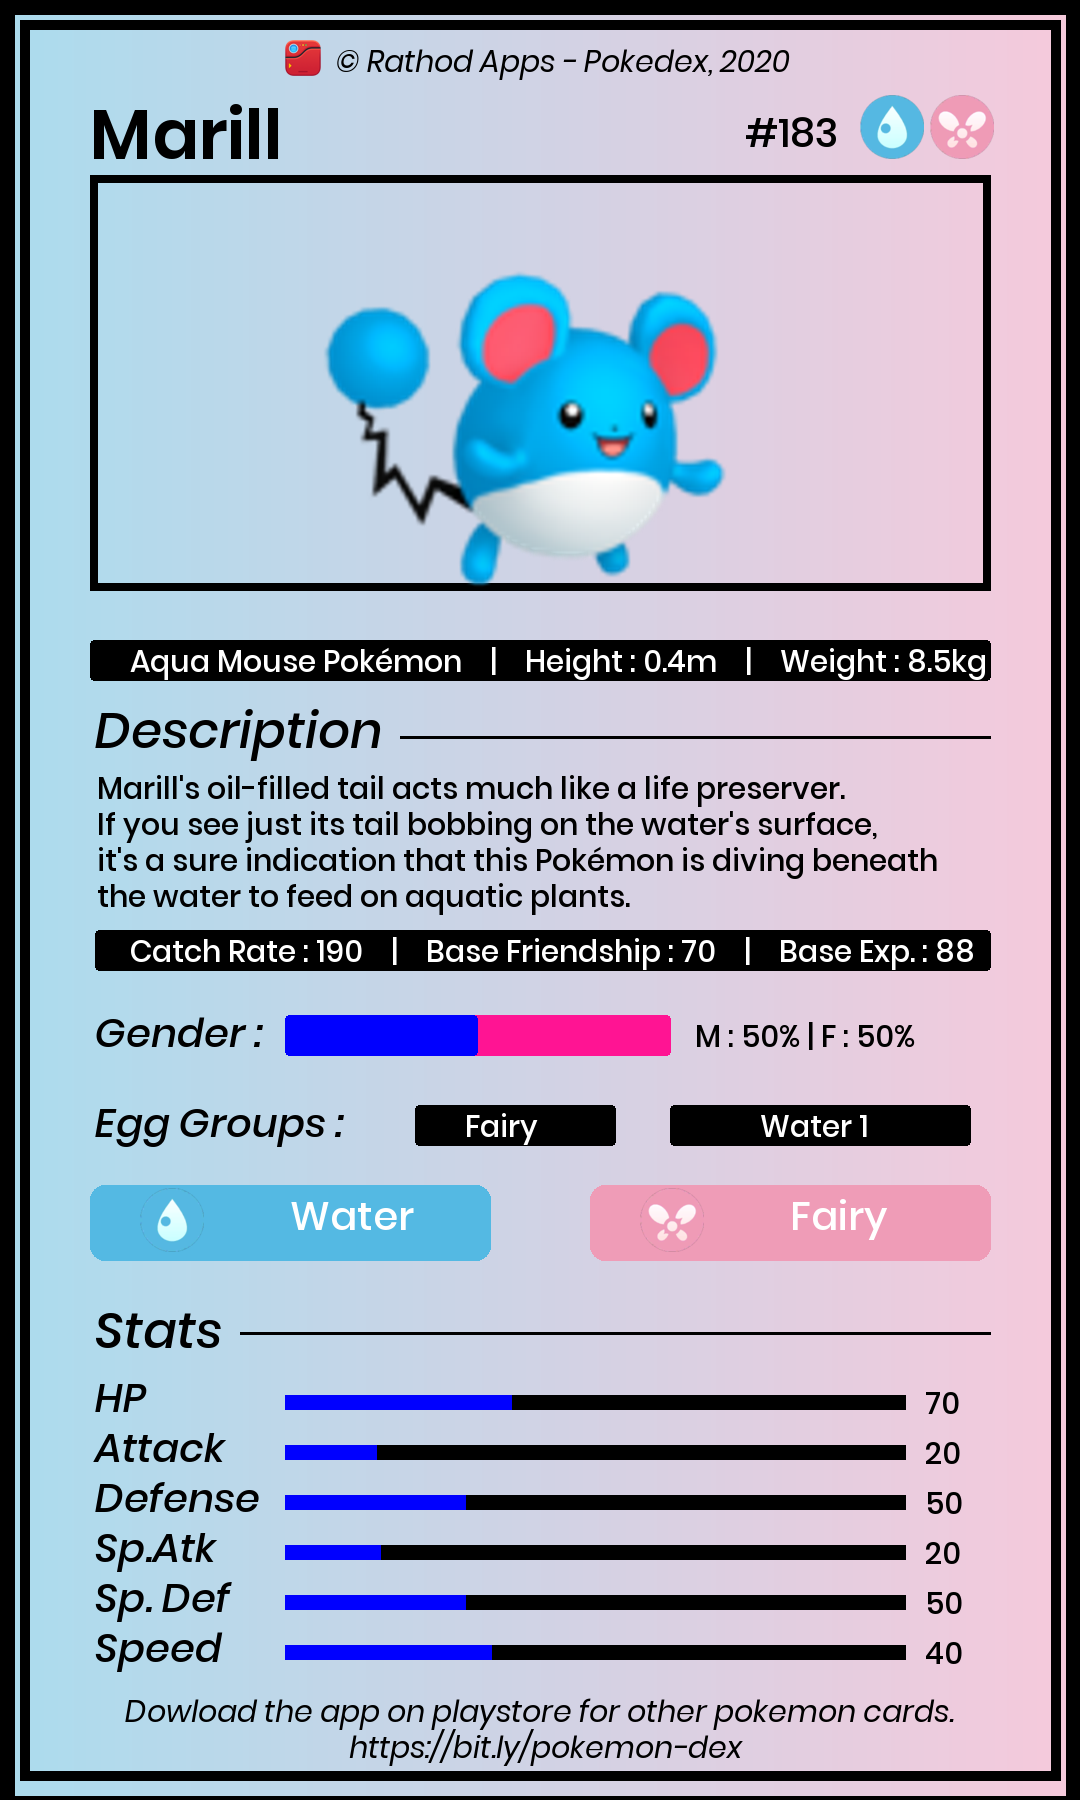 © Rathod Apps - Pokedex, 2020
Marill #183
Aqua Mouse Pokémon | Height : 0.4m | Weight : 8.5kg
Description
Marill's oil-filled tail acts much like a life preserver.
If you see just its tail bobbing on the water's surface,
it's a sure indication that this Pokémon is diving beneath
the water to feed on aquatic plants.
Catch Rate : 190 | Base Friendship : 70 | Base Exp. : 88
Gender : M : 50% | F : 50%
Egg Groups : Fairy Water 1
Water Fairy
Stats
HP 70
Attack 20
Defense 50
Sp.Atk 20
Sp. Def 50
Speed 40
Dowload the app on playstore for other pokemon cards.
https://bit.ly/pokemon-dex